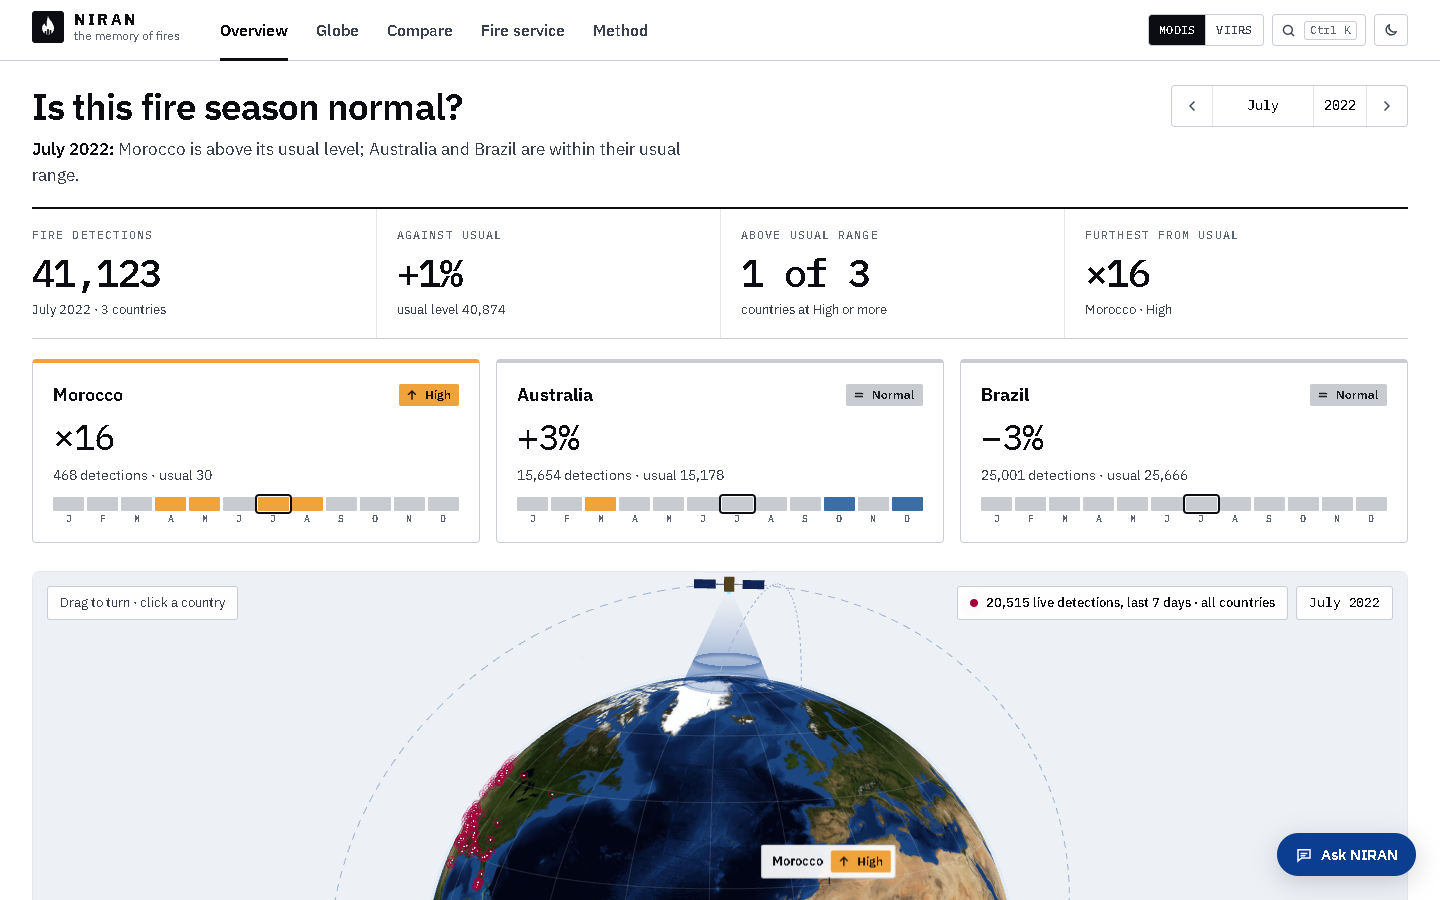 NIRAN
the memory of fires
Overview
Globe
Compare
Fire service
Method
MODIS
VIIRS
Ctrl K
Is this fire season normal?
July
2022
July 2022: Morocco is above its usual level; Australia and Brazil are within their usual
range.
FIRE DETECTIONS
41,123
July 2022 · 3 countries
AGAINST USUAL
+1%
usual level 40,874
ABOVE USUAL RANGE
1 of 3
countries at High or more
FURTHEST FROM USUAL
×16
Morocco · High
Morocco
↑ High
×16
468 detections · usual 30
J F M A M J J A S O N D
Australia
= Normal
+3%
15,654 detections · usual 15,178
J F M A M J J A S O N D
Brazil
= Normal
−3%
25,001 detections · usual 25,666
J F M A M J J A S O N D
Drag to turn · click a country
20,515 live detections, last 7 days · all countries
July 2022
Morocco ↑ High
Ask NIRAN